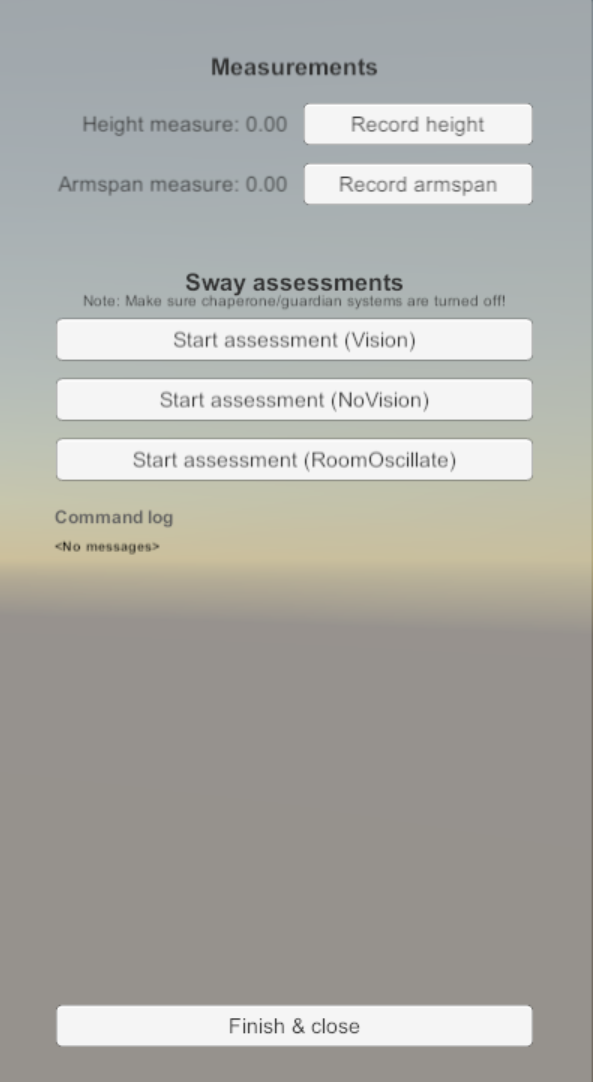 Measurements
Height measure: 0.00 Record height
Armspan measure: 0.00 Record armspan
Sway assessments
Note: Make sure chaperone/guardian systems are turned off!
Start assessment (Vision)
Start assessment (NoVision)
Start assessment (RoomOscillate)
Command log
<No messages>
Finish & close